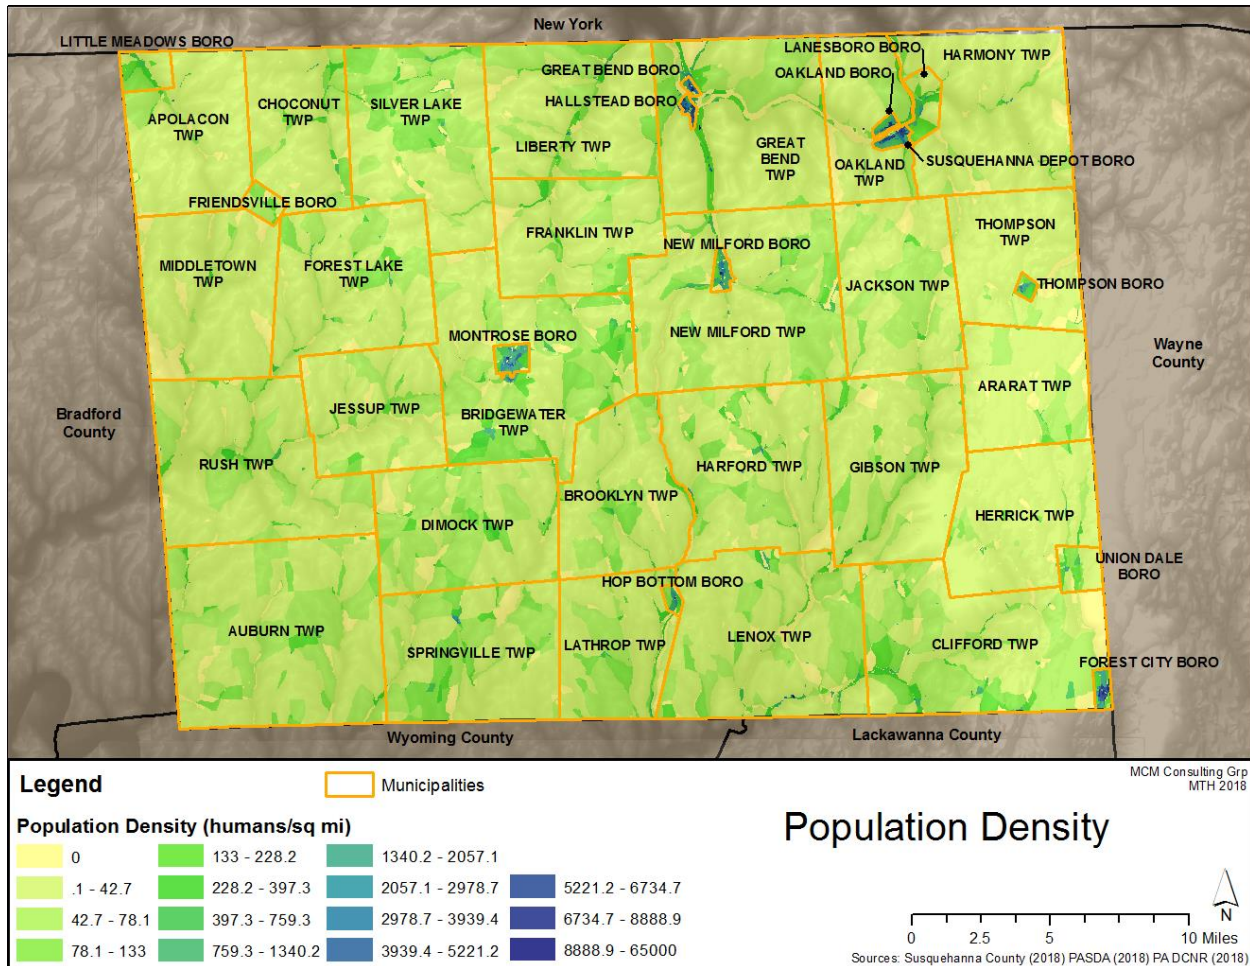 New York
LITTLE MEADOWS BORO
LANESBORO BORO
HARMONY TWP
GREAT BEND BORO
OAKLAND BORO
CHOCONUT
TWP
SILVER LAKE
TWP
HALLSTEAD BORO
APOLACON
TWP
LIBERTY TWP
GREAT
BEND
TWP
OAKLAND
TWP
SUSQUEHANNA DEPOT BORO
FRIENDSVILLE BORO
FRANKLIN TWP
NEW MILFORD BORO
THOMPSON
TWP
MIDDLETOWN
TWP
FOREST LAKE
TWP
JACKSON TWP
THOMPSON BORO
MONTROSE BORO
NEW MILFORD TWP
Wayne
County
ARARAT TWP
Bradford
County
JESSUP TWP
BRIDGEWATER
TWP
RUSH TWP
HARFORD TWP
GIBSON TWP
BROOKLYN TWP
DIMOCK TWP
HERRICK TWP
UNION DALE
BORO
HOP BOTTOM BORO
AUBURN TWP
SPRINGVILLE TWP
LATHROP TWP
LENOX TWP
CLIFFORD TWP
FOREST CITY BORO
Wyoming County
Lackawanna County
Legend
Municipalities
MCM Consulting Grp
MTH 2018
Population Density (humans/sq mi)
0
.1 - 42.7
42.7 - 78.1
78.1 - 133
133 - 228.2
228.2 - 397.3
397.3 - 759.3
759.3 - 1340.2
1340.2 - 2057.1
2057.1 - 2978.7
2978.7 - 3939.4
3939.4 - 5221.2
5221.2 - 6734.7
6734.7 - 8888.9
8888.9 - 65000
Population Density
N
0 2.5 5 10 Miles
Sources: Susquehanna County (2018) PASDA (2018) PA DCNR (2018)